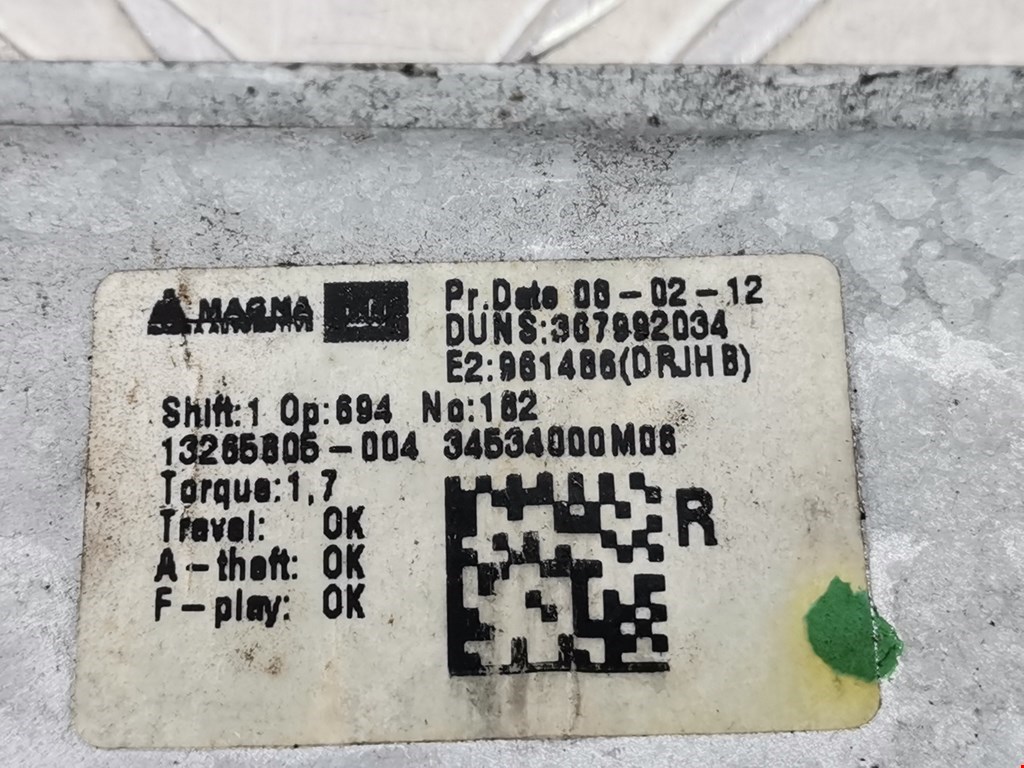 MAGNA
Pr.Date 06-02-12
DUNS:367992034
E2:961486(DRJHB)
Shift:1 Op:694 No:182
13265805-004 34534000M06
Torque:1,7
Travel: OK
A-theft: OK
F-play: OK
R